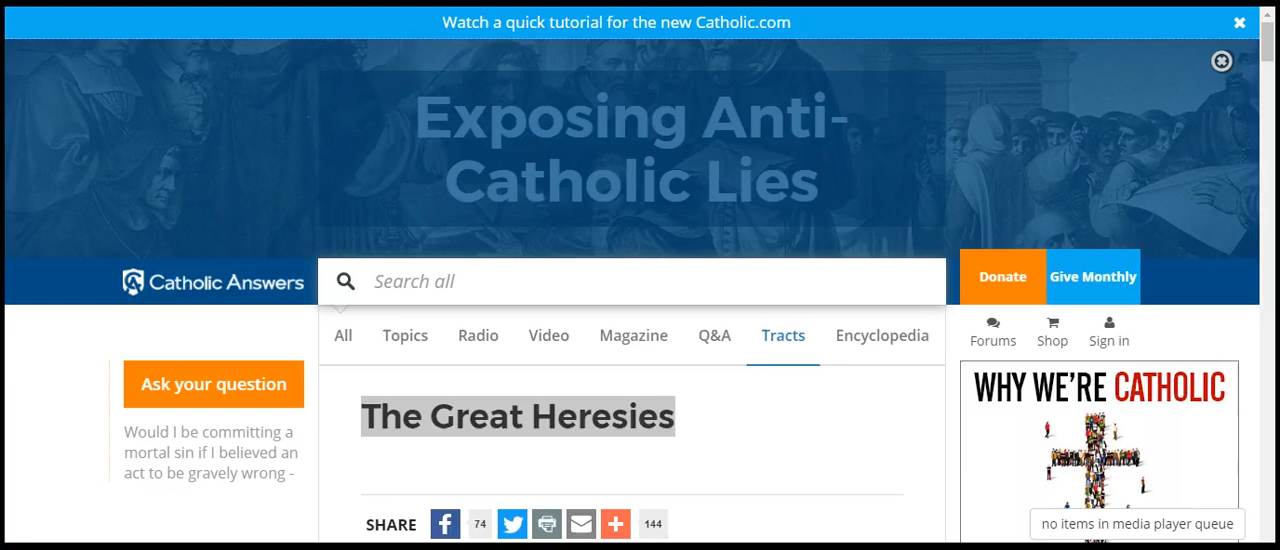 Watch a quick tutorial for the new Catholic.com
Exposing Anti-
Catholic Lies
Catholic Answers
Search all
Donate
Give Monthly
All
Topics
Radio
Video
Magazine
Q&A
Tracts
Encyclopedia
Forums
Shop
Sign in
Ask your question
Would I be committing a
mortal sin if I believed an
act to be gravely wrong -
The Great Heresies
WHY WE'RE CATHOLIC
SHARE
74
144
no items in media player queue